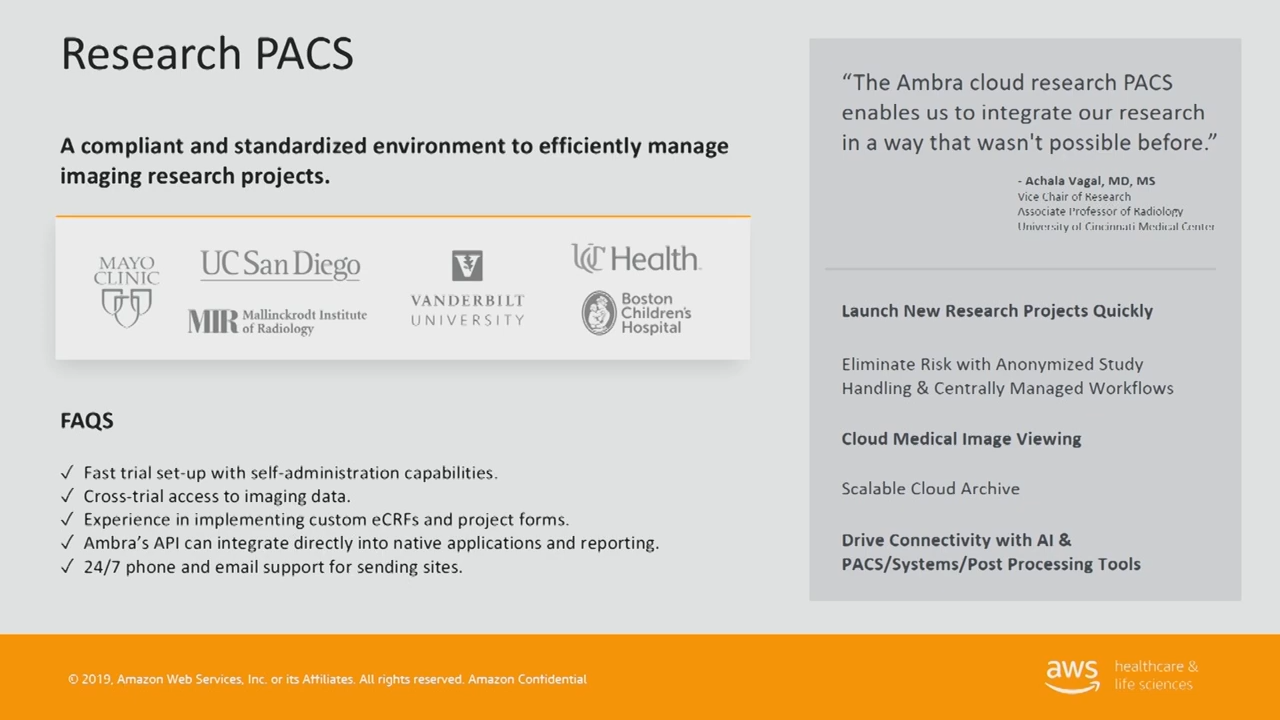 Research PACS
A compliant and standardized environment to efficiently manage
imaging research projects.
MAYO
CLINIC
UC San Diego
MIR Mallinckrodt Institute
of Radiology
VANDERBILT
UNIVERSITY
UC Health.
Boston
Children's
Hospital
FAQS
✓ Fast trial set-up with self-administration capabilities.
✓ Cross-trial access to imaging data.
✓ Experience in implementing custom eCRFs and project forms.
✓ Ambra's API can integrate directly into native applications and reporting.
✓ 24/7 phone and email support for sending sites.
“The Ambra cloud research PACS
enables us to integrate our research
in a way that wasn't possible before.”
- Achala Vagal, MD, MS
Vice Chair of Research
Associate Professor of Radiology
University of Cincinnati Medical Center
Launch New Research Projects Quickly
Eliminate Risk with Anonymized Study
Handling & Centrally Managed Workflows
Cloud Medical Image Viewing
Scalable Cloud Archive
Drive Connectivity with AI &
PACS/Systems/Post Processing Tools
© 2019, Amazon Web Services, Inc. or its Affiliates. All rights reserved. Amazon Confidential
aws healthcare &
life sciences